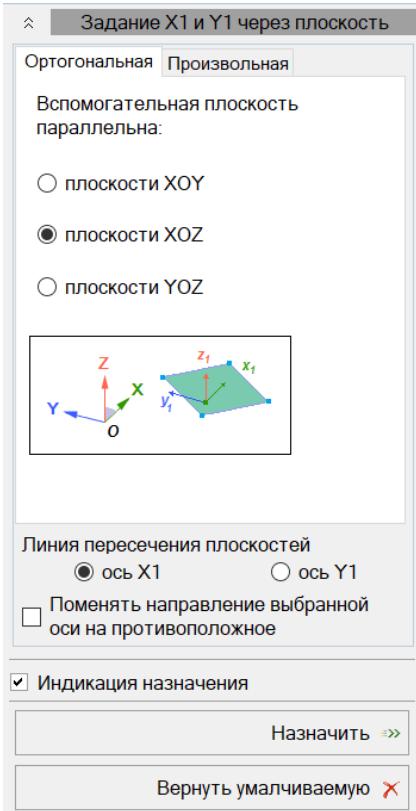 Задание X1 и Y1 через плоскость
Ортогональная Произвольная
Вспомогательная плоскость
параллельна:
плоскости XOY
плоскости XOZ
плоскости YOZ
Z
X
Y
O
z1
x1
y1
Линия пересечения плоскостей
ось X1 ось Y1
Поменять направление выбранной
оси на противоположное
Индикация назначения
Назначить
Вернуть умалчиваемую